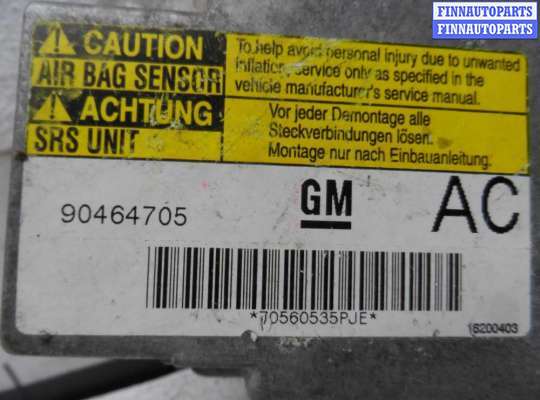 FINNAUTOPARTS
FINNAUTOPARTS
CAUTION
AIR BAG SENSOR
ACHTUNG
SRS UNIT
To help avoid personal injury due to unwanted
inflation, service only as specified in the
vehicle manufacturer's service manual.
Vor jeder Demontage alle
Steckverbindungen lösen.
Montage nur nach Einbauanleitung.
90464705
GM
AC
*70560535PJE*
16200403